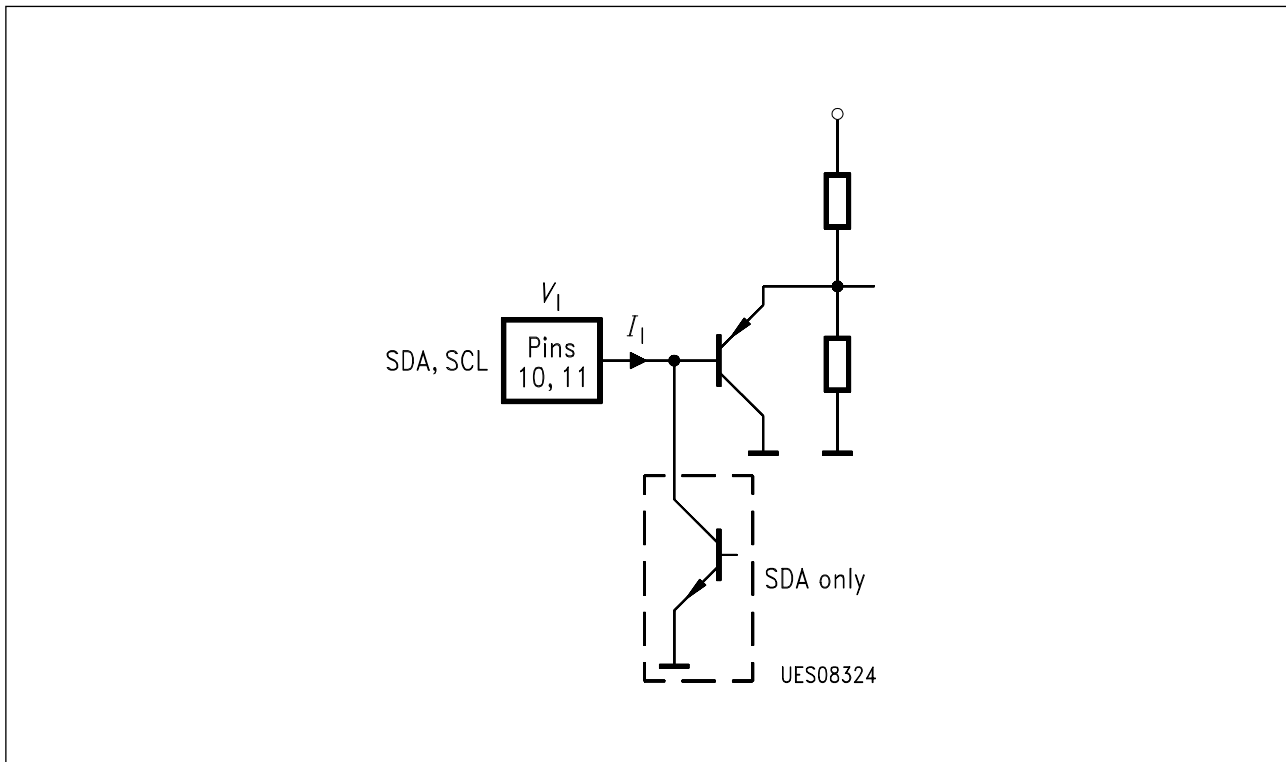 V_I
I_I
SDA, SCL
Pins
10, 11
SDA only
UES08324